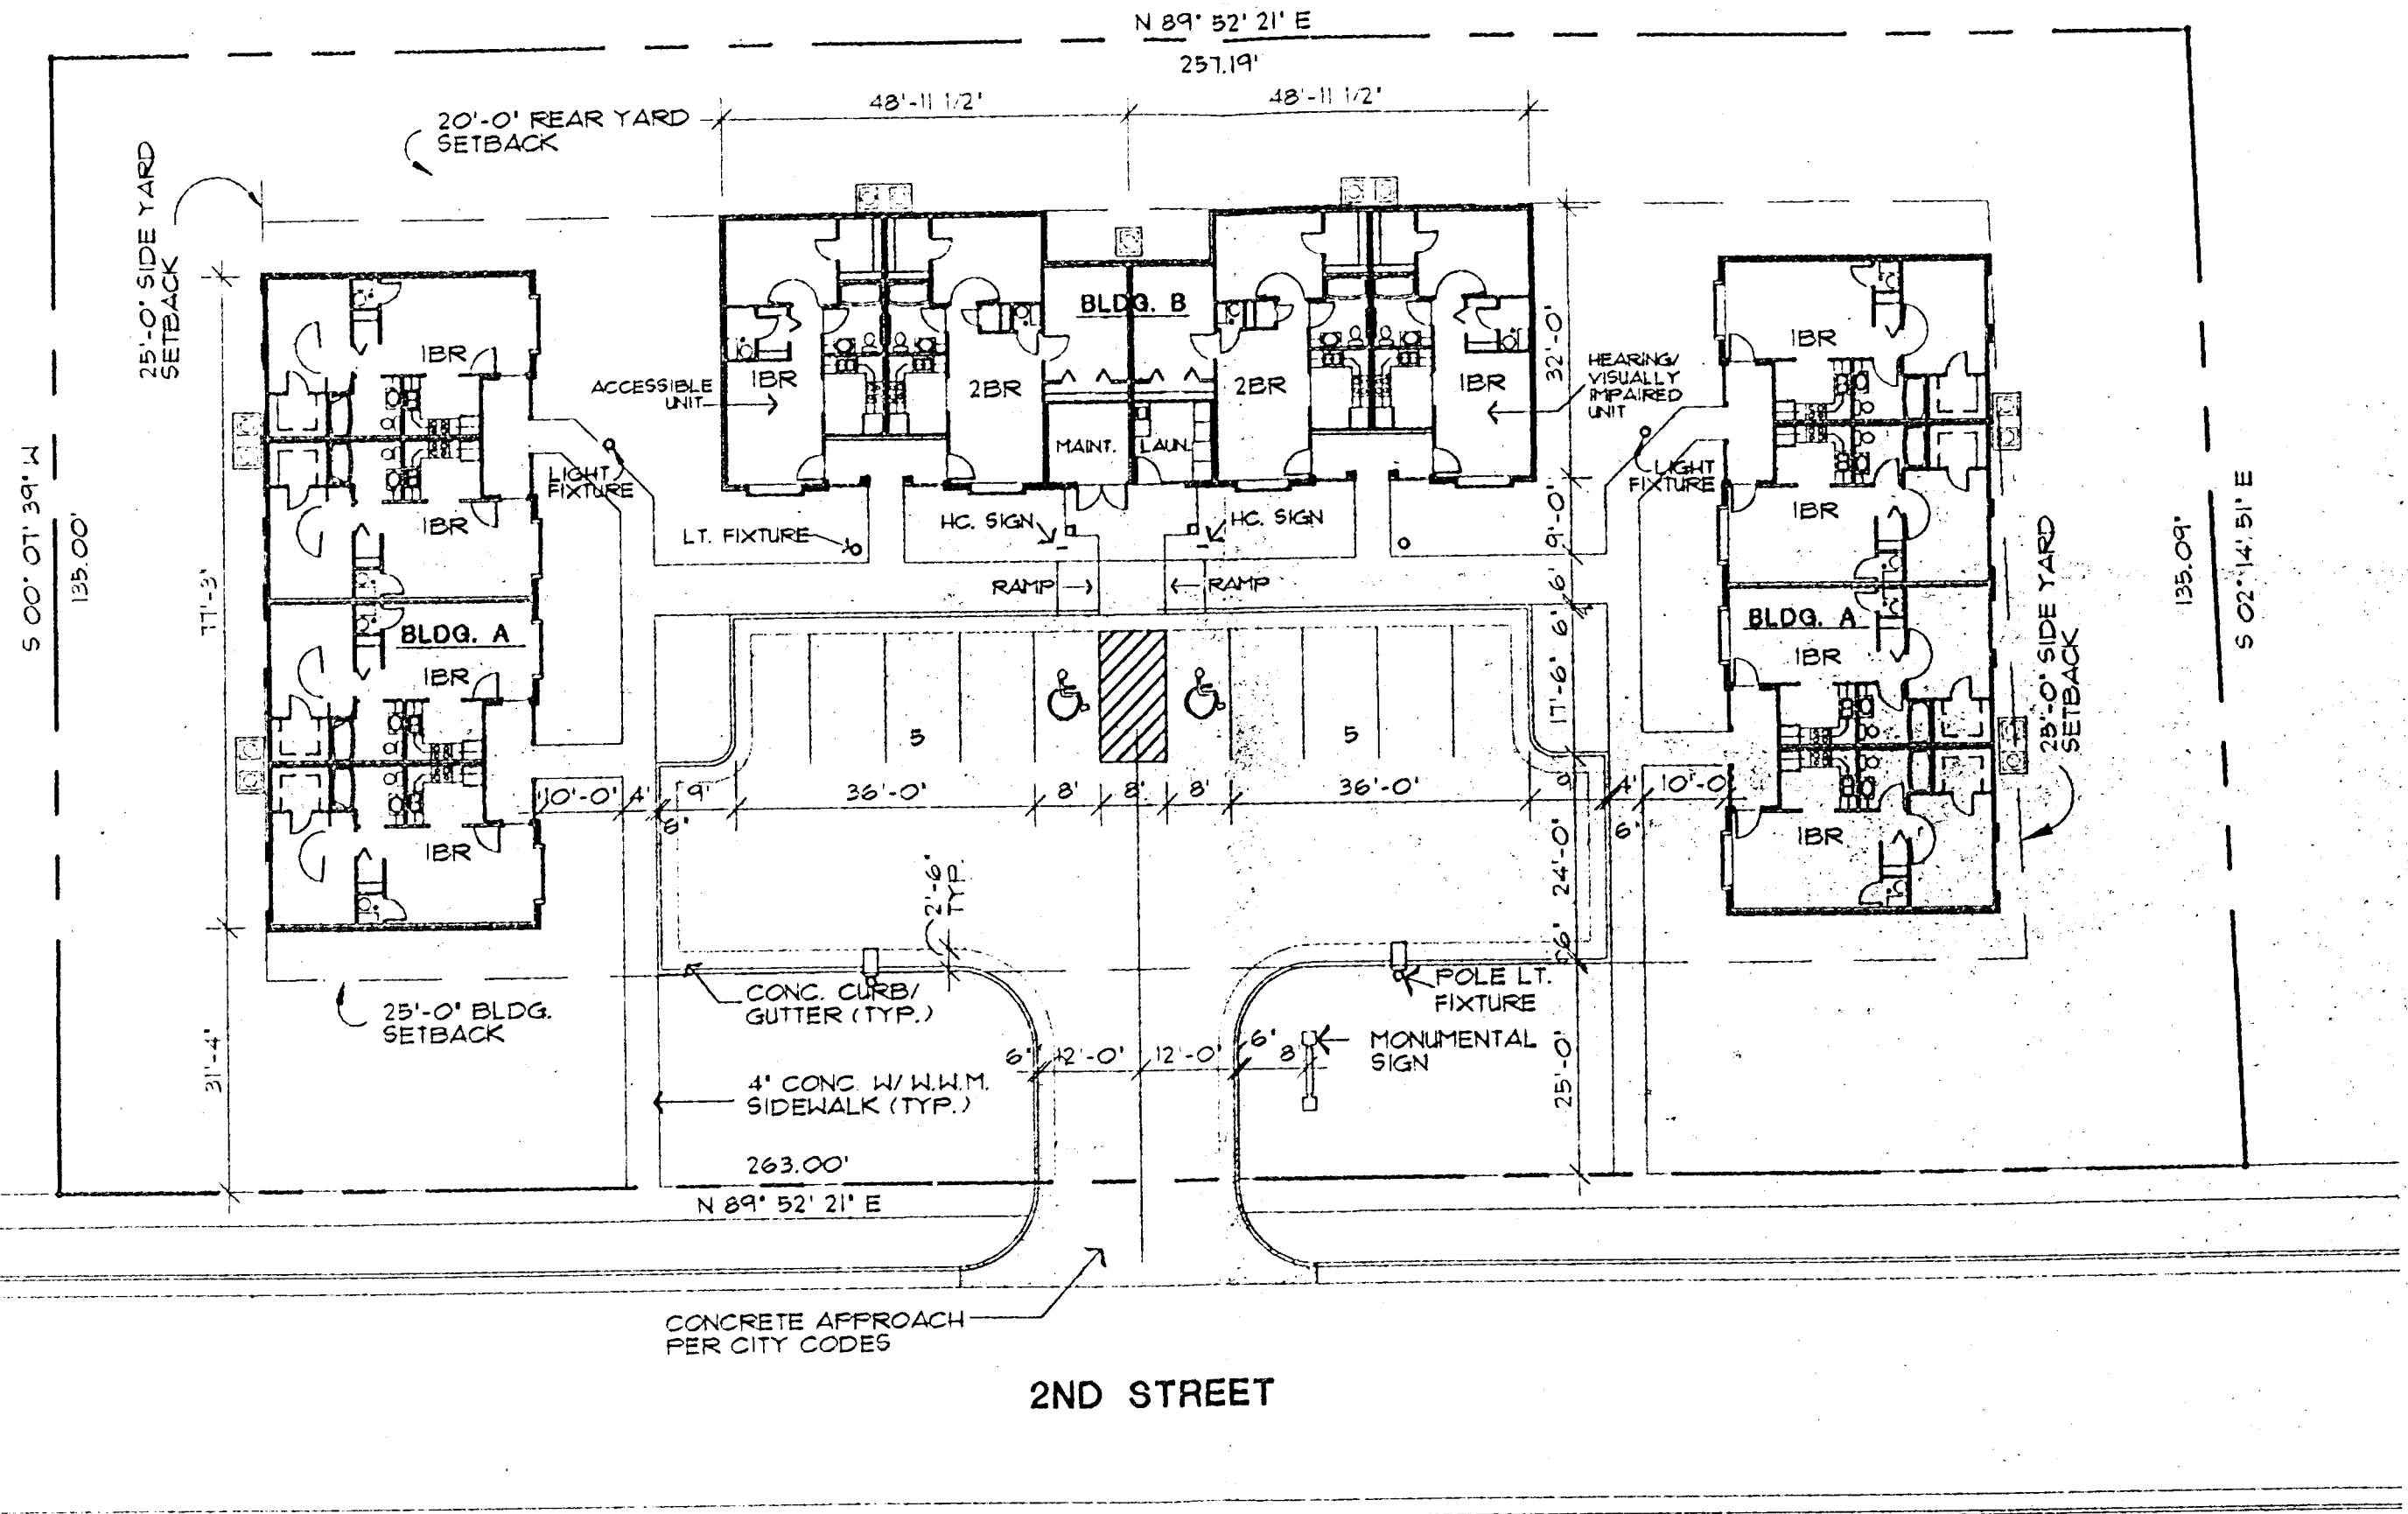 N 89° 52' 21" E
257.19'
48'-11 1/2"
48'-11 1/2"
20'-0" REAR YARD
SETBACK
25'-0" SIDE YARD
SETBACK
BLDG. B
1BR
1BR
1BR
2BR
2BR
1BR
ACCESSIBLE
UNIT
HEARING/
VISUALLY
IMPAIRED
UNIT
32'-0"
MAINT.
LAUN.
LIGHT
FIXTURE
LIGHT
FIXTURE
S 00° 07' 39" W
135.00'
1BR
1BR
HC. SIGN
HC. SIGN
LT. FIXTURE
9'-0"
135.09'
S 02° 14' 51" E
25'-0" SIDE YARD
SETBACK
77'-3"
RAMP
RAMP
6'
6"
BLDG. A
1BR
BLDG. A
1BR
17'-6"
5
5
10'-0"
4'
6"
9'
36'-0"
8'
8'
8'
36'-0"
9'
4'
6"
10'-0"
1BR
1BR
24'-0"
2'-6"
TYP.
6"
CONC. CURB/
GUTTER (TYP.)
POLE LT.
FIXTURE
25'-0" BLDG.
SETBACK
31'-4"
6"
12'-0"
12'-0"
6"
8'
MONUMENTAL
SIGN
25'-0"
4" CONC. W/ W.W.M.
SIDEWALK (TYP.)
263.00'
N 89° 52' 21" E
CONCRETE APPROACH
PER CITY CODES
2ND STREET